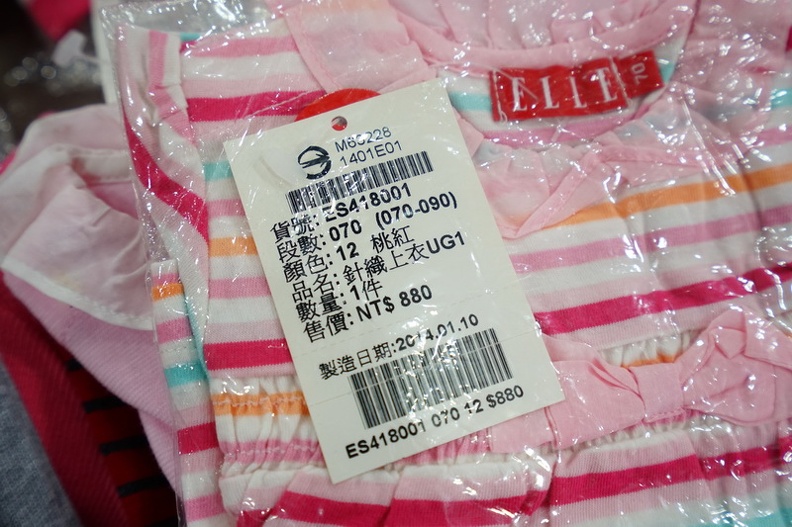 ELLE
70
M60228
1401E01
貨號: ES418001
段數: 070 (070-090)
顏色: 12 桃紅
品名: 針織上衣UG1
數量: 1件
售價: NT$ 880
製造日期:2014.01.10
ES418001 070 12 $880